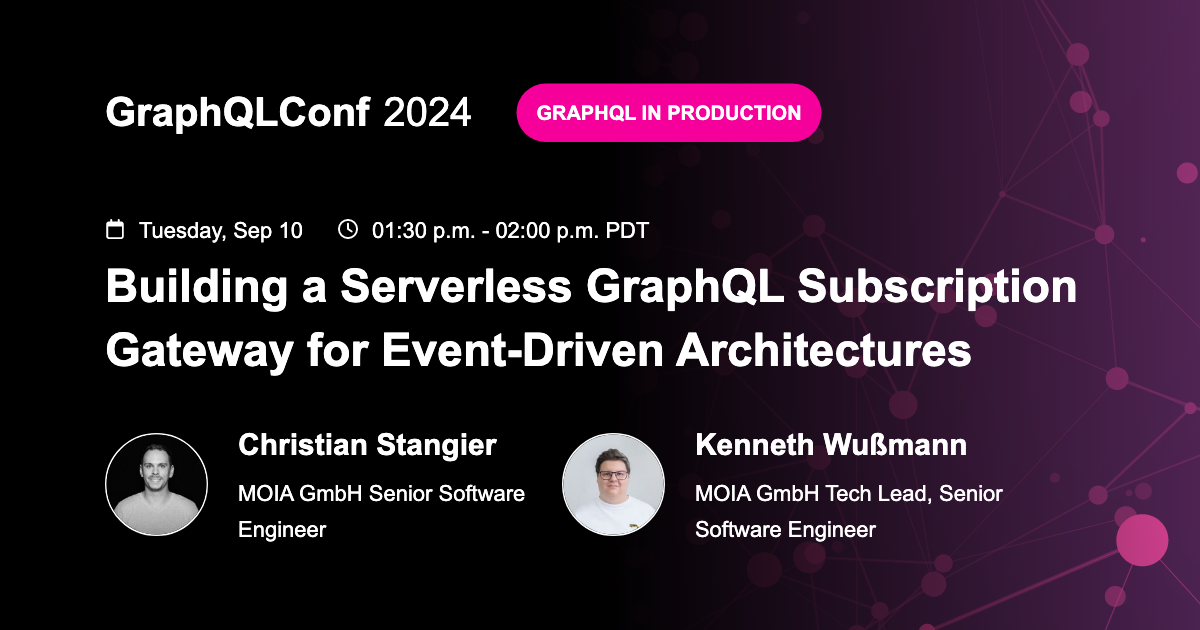 GraphQLConf 2024
GRAPHQL IN PRODUCTION
Tuesday, Sep 10
01:30 p.m. - 02:00 p.m. PDT
Building a Serverless GraphQL Subscription
Gateway for Event-Driven Architectures
Christian Stangier
MOIA GmbH Senior Software
Engineer
Kenneth Wußmann
MOIA GmbH Tech Lead, Senior
Software Engineer